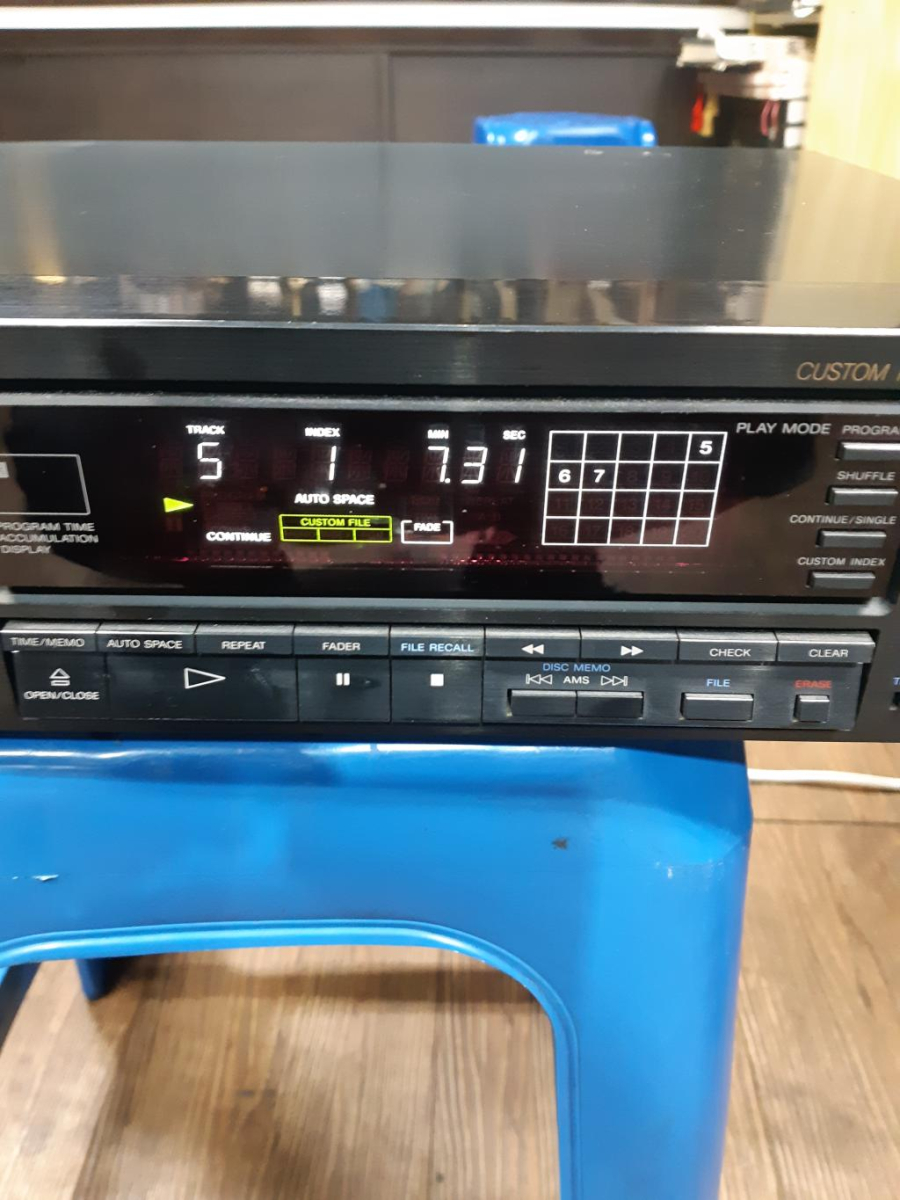 CUSTOM
TRACK INDEX MIN SEC
5 1 7.31
5
6 7
AUTO SPACE
CONTINUE CUSTOM FILE FADE
PROGRAM TIME
ACCUMULATION
DISPLAY
PLAY MODE
SHUFFLE
CONTINUE/SINGLE
CUSTOM INDEX
TIME/MEMO AUTO SPACE REPEAT FADER FILE RECALL CHECK CLEAR
OPEN/CLOSE
DISC MEMO
AMS
FILE
ERASE